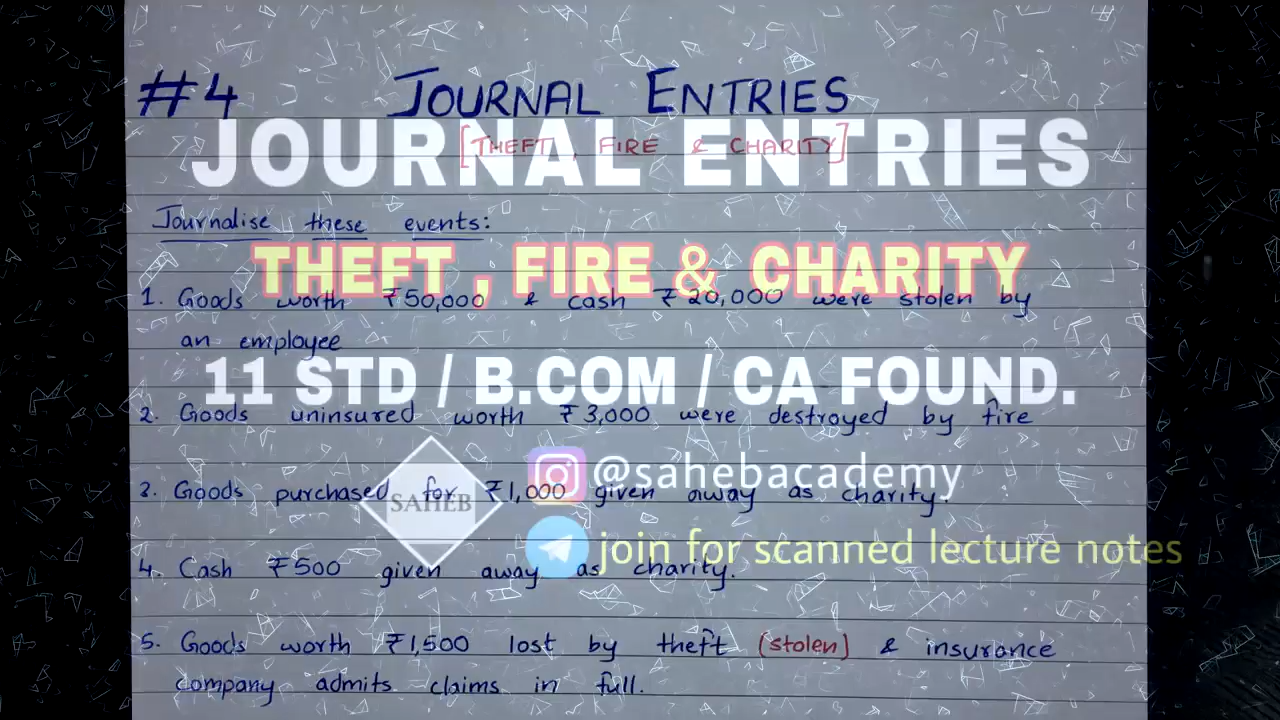 #4 JOURNAL ENTRIES
JOURNAL ENTRIES
[THEFT, FIRE & CHARITY]
Journalise these events:
THEFT , FIRE & CHARITY
1. Goods worth ₹50,000 & cash ₹20,000 were stolen by
an employee
11 STD / B.COM / CA FOUND.
2. Goods uninsured worth ₹3,000 were destroyed by fire
@sahebacademy
3. Goods purchased for ₹1,000 given away as charity.
SAHEB
join for scanned lecture notes
4. Cash ₹500 given away as charity.
5. Goods worth ₹1,500 lost by theft (stolen) & insurance
company admits claims in full.